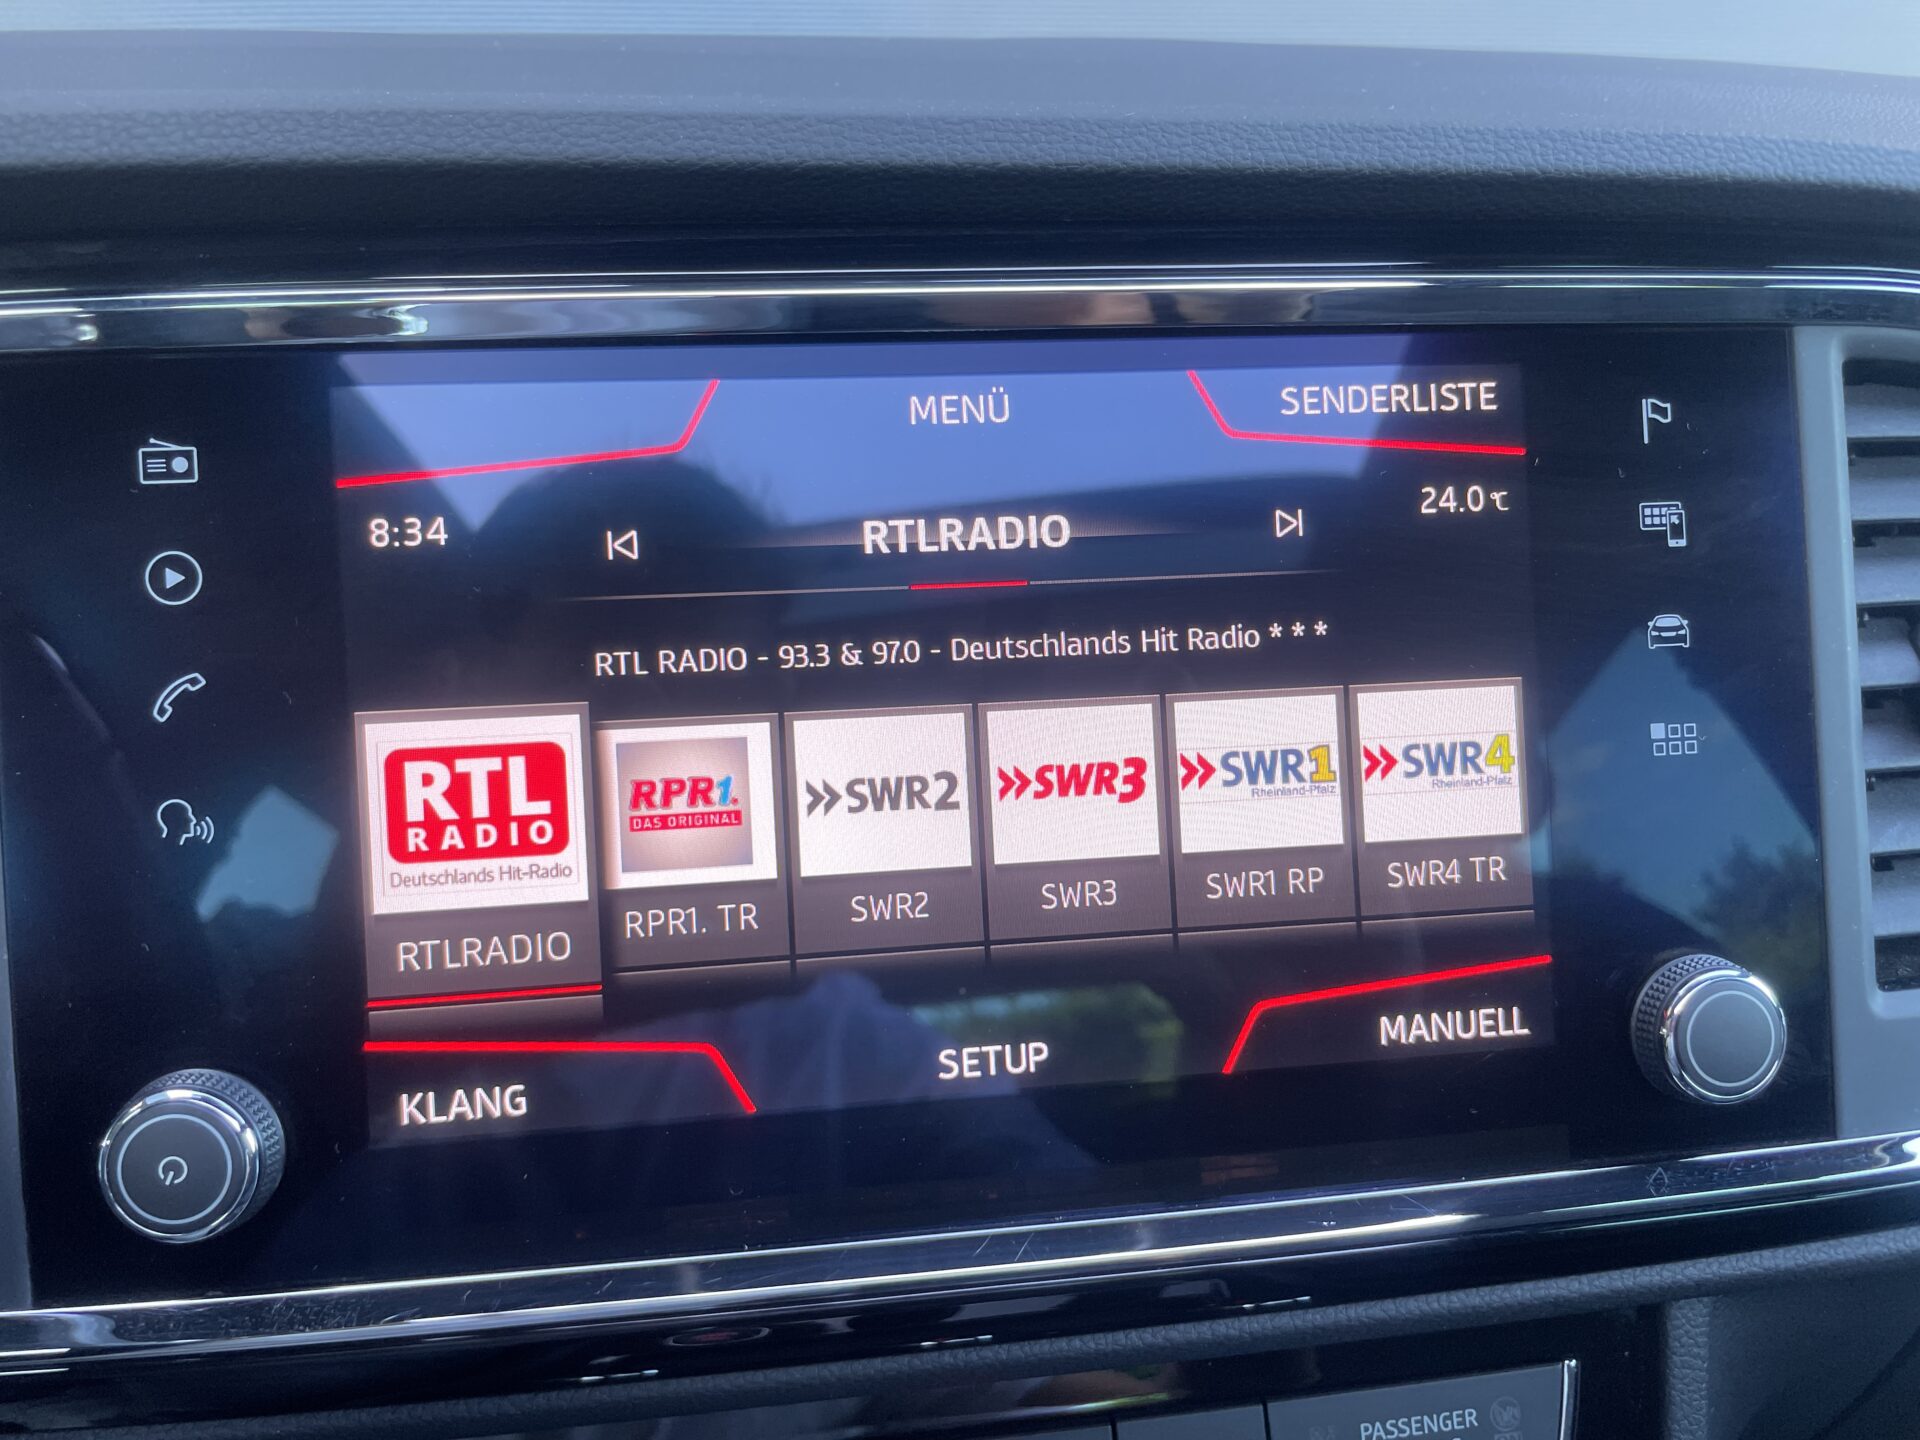 MENÜ
SENDERLISTE
8:34
RTLRADIO
24.0°C
RTL RADIO - 93.3 & 97.0 - Deutschlands Hit Radio * * *
RTL
RADIO
Deutschlands Hit-Radio
RTLRADIO
RPR1.
DAS ORIGINAL
RPR1. TR
SWR2
SWR2
SWR3
SWR3
SWR1
Rheinland-Pfalz
SWR1 RP
SWR4
Rheinland-Pfalz
SWR4 TR
KLANG
SETUP
MANUELL
PASSENGER